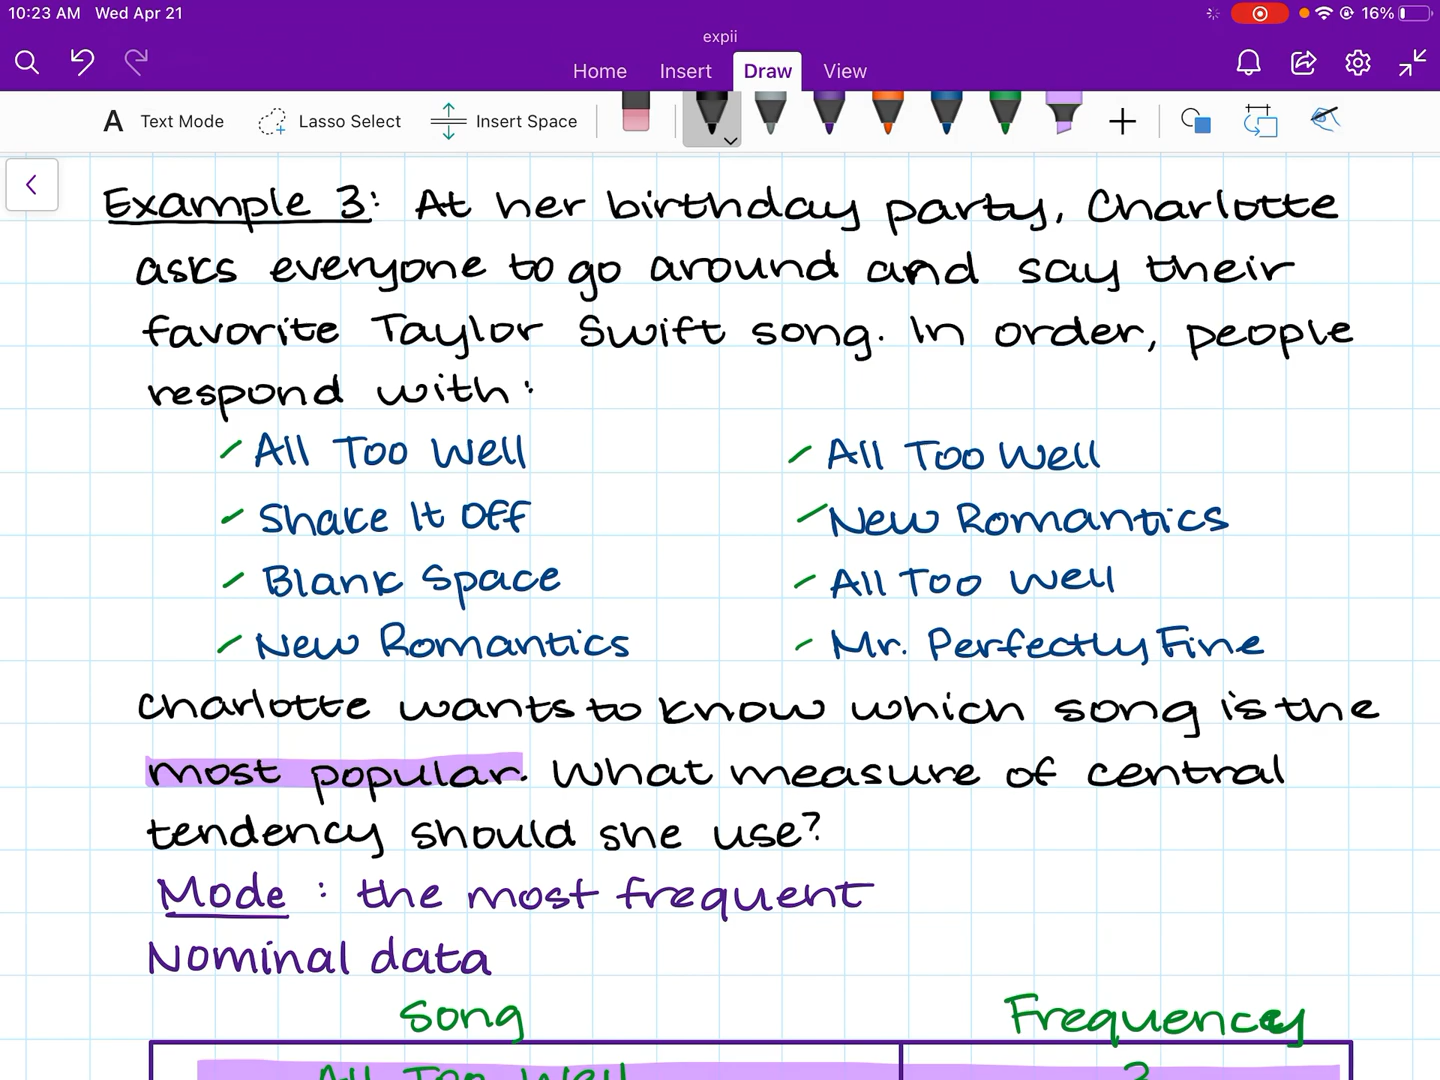 10:23 AM Wed Apr 21
16%
expii
Home Insert Draw View
A Text Mode Lasso Select Insert Space
Example 3: At her birthday party, Charlotte
asks everyone to go around and say their
favorite Taylor Swift song. In order, people
respond with:
All Too Well
Shake It Off
Blank Space
New Romantics
All Too Well
New Romantics
All Too Well
Mr. Perfectly Fine
Charlotte wants to know which song is the
most popular. What measure of central
tendency should she use?
Mode : the most frequent
Nominal data
Song Frequency
All Too Well